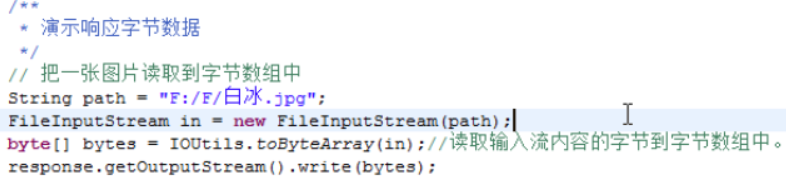 /**
* 演示响应字节数据
*/
// 把一张图片读取到字节数组中
String path = "F:/F/白冰.jpg";
FileInputStream in = new FileInputStream(path);
byte[] bytes = IOUtils.toByteArray(in);//读取输入流内容的字节到字节数组中。
response.getOutputStream().write(bytes);